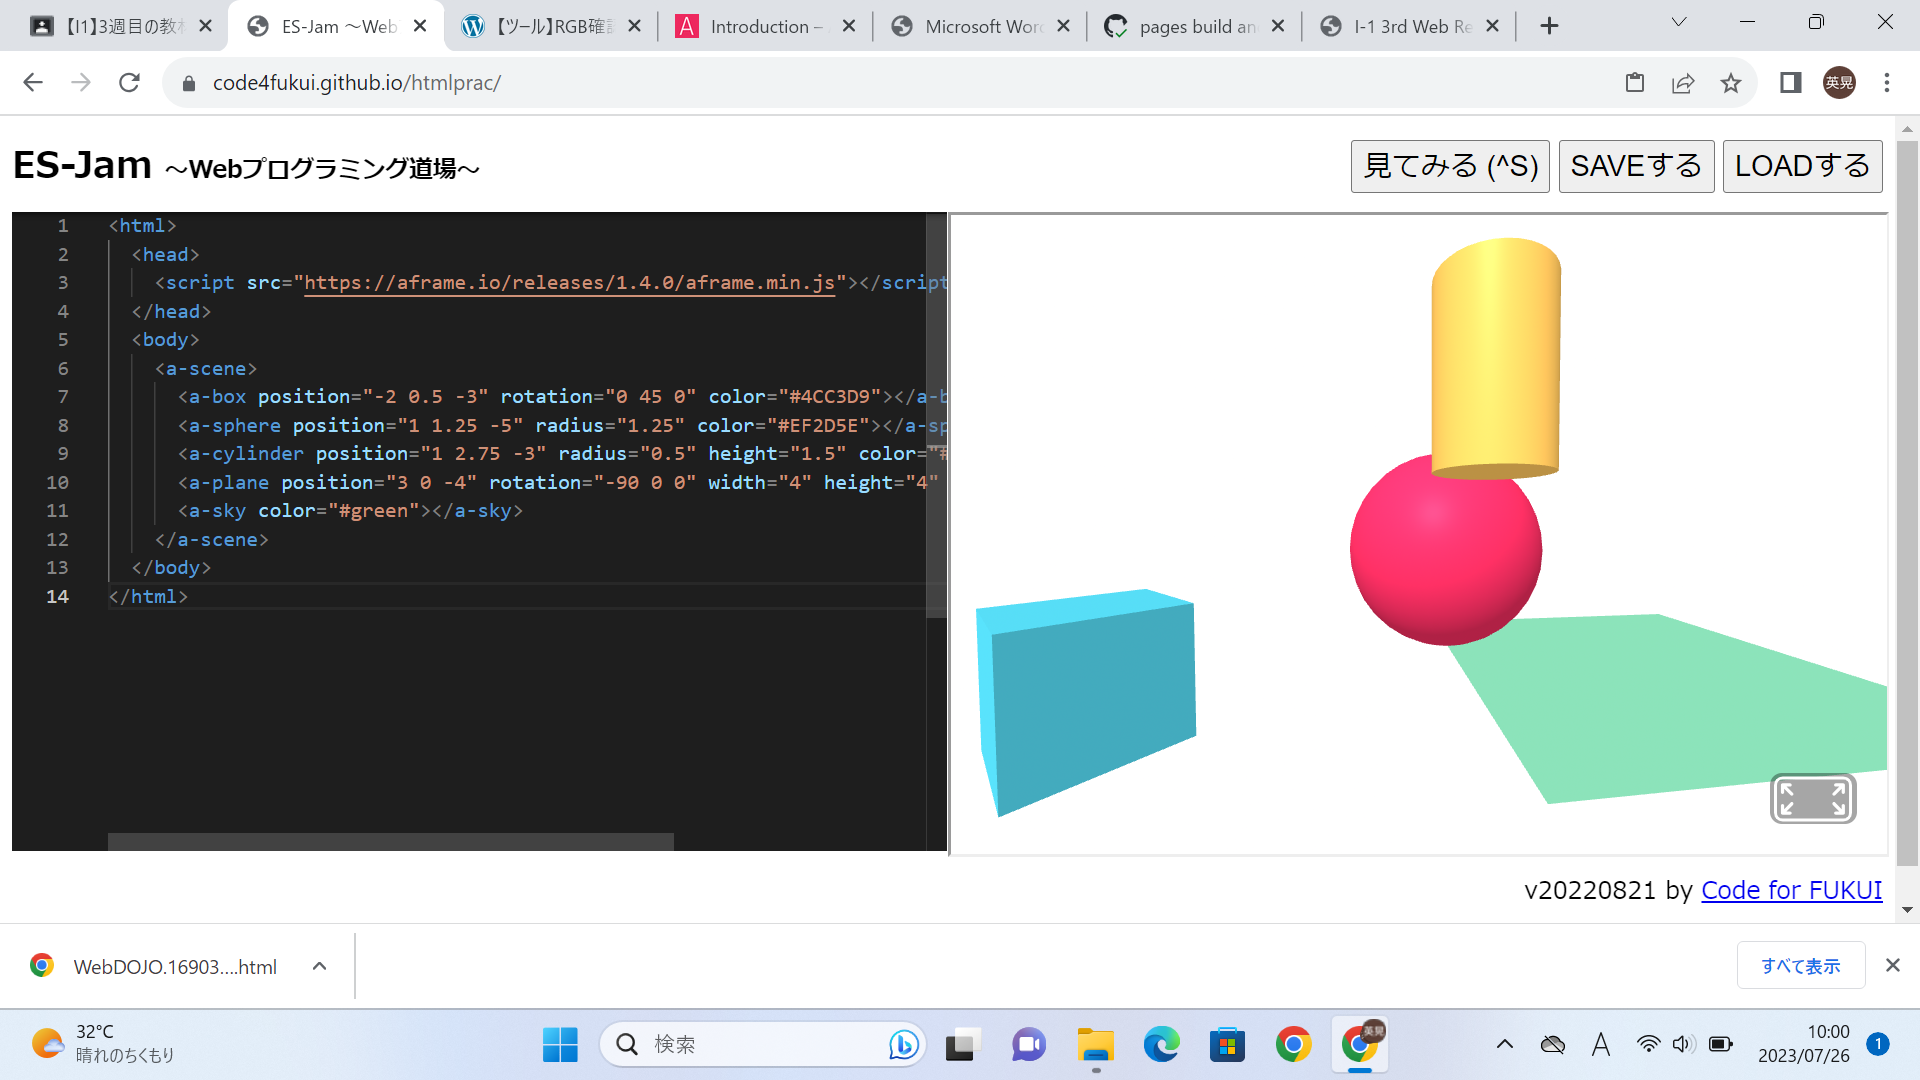 【I1】3週目の教材
ES-Jam ～Web
【ツール】RGB確認
Introduction –
Microsoft Word
pages build an
I-1 3rd Web Re
code4fukui.github.io/htmlprac/
英晃
ES-Jam ～Webプログラミング道場～
見てみる (^S)
SAVEする
LOADする
1 <html>
2 <head>
3 <script src="https://aframe.io/releases/1.4.0/aframe.min.js"></script
4 </head>
5 <body>
6 <a-scene>
7 <a-box position="-2 0.5 -3" rotation="0 45 0" color="#4CC3D9"></a-b
8 <a-sphere position="1 1.25 -5" radius="1.25" color="#EF2D5E"></a-sp
9 <a-cylinder position="1 2.75 -3" radius="0.5" height="1.5" color="#
10 <a-plane position="3 0 -4" rotation="-90 0 0" width="4" height="4"
11 <a-sky color="#green"></a-sky>
12 </a-scene>
13 </body>
14 </html>
v20220821 by Code for FUKUI
WebDOJO.16903....html
すべて表示
32°C
晴れのちくもり
検索
英晃
A
10:00
2023/07/26
1